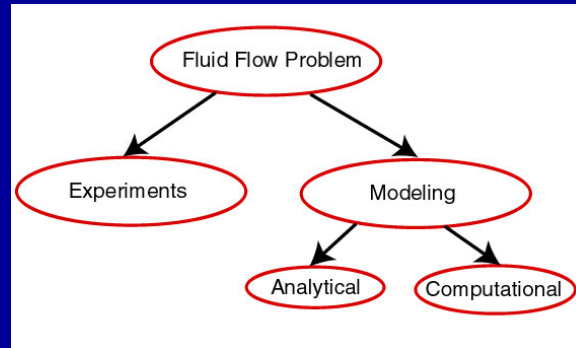 Fluid Flow Problem
Experiments
Modeling
Analytical
Computational